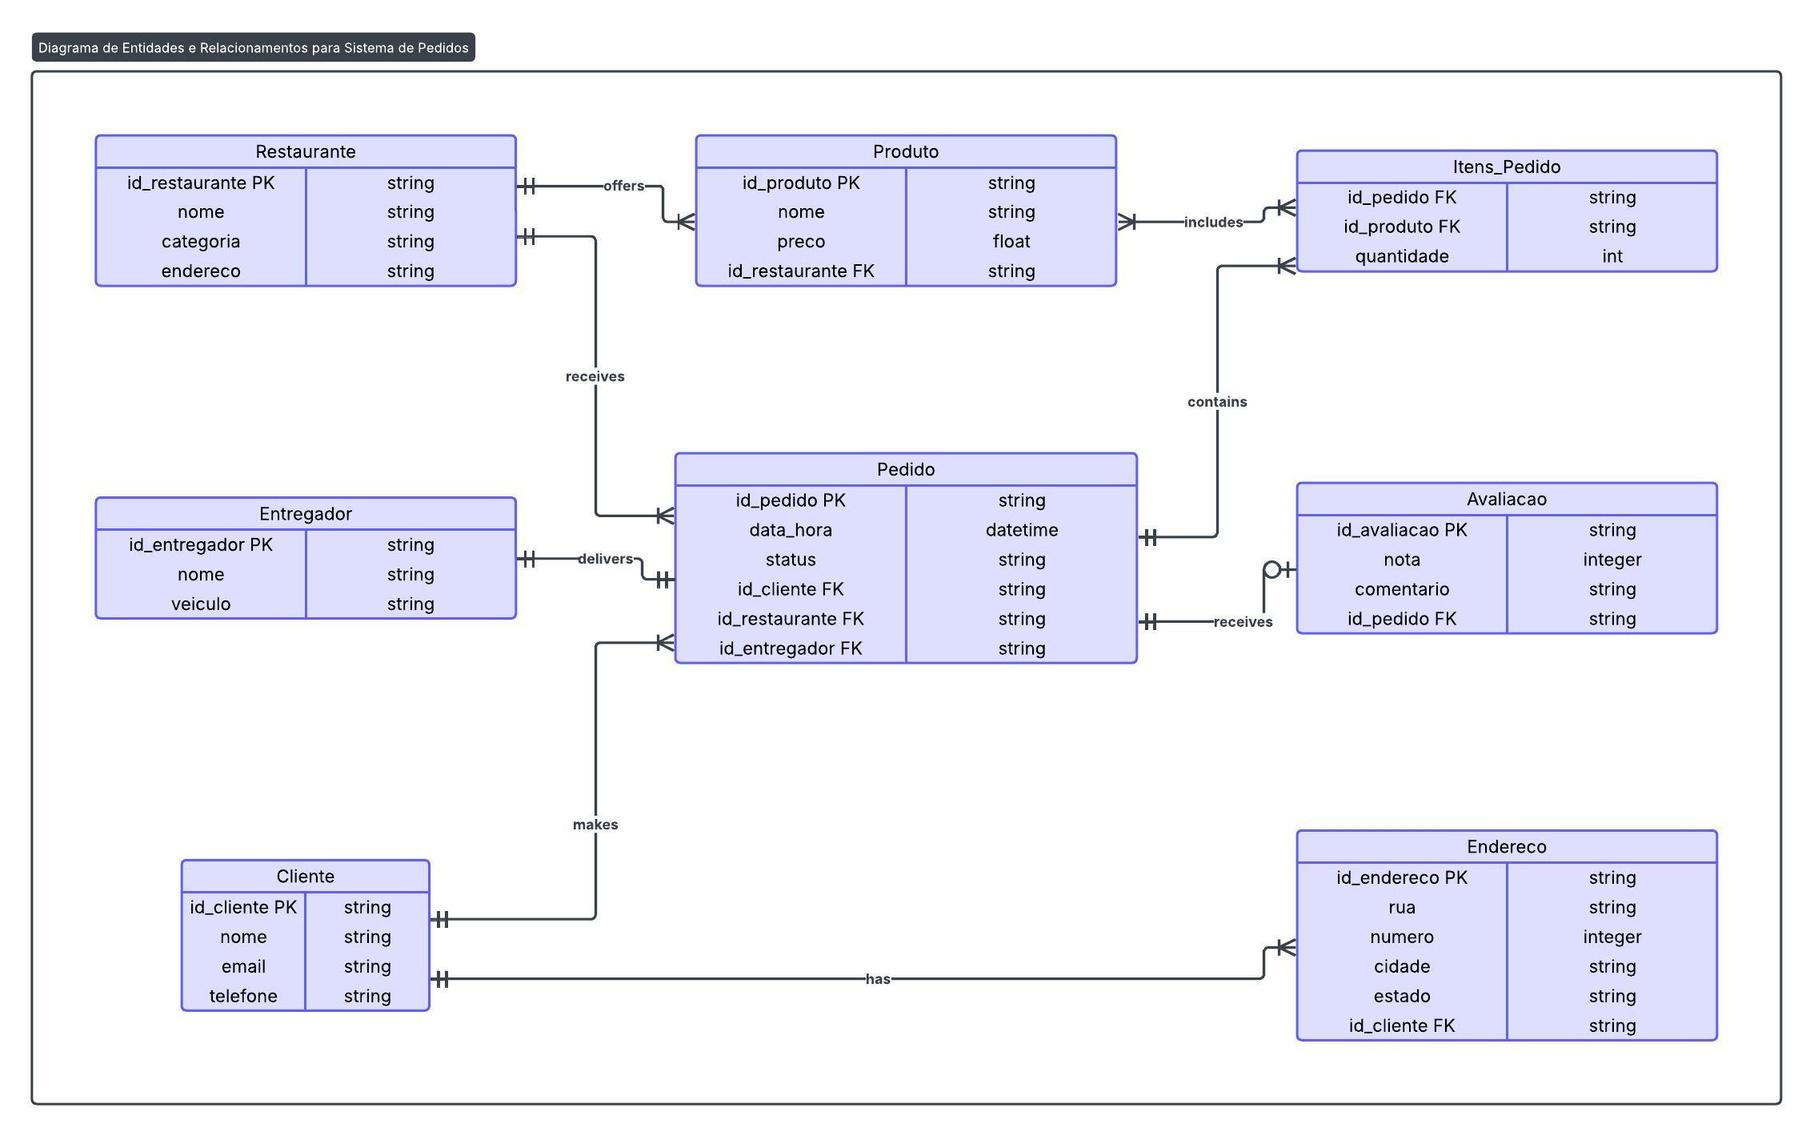 Diagrama de Entidades e Relacionamentos para Sistema de Pedidos
Restaurante
id_restaurante PK string
nome string
categoria string
endereco string
offers
Produto
id_produto PK string
nome string
preco float
id_restaurante FK string
includes
Itens_Pedido
id_pedido FK string
id_produto FK string
quantidade int
receives
contains
Entregador
id_entregador PK string
nome string
veiculo string
delivers
Pedido
id_pedido PK string
data_hora datetime
status string
id_cliente FK string
id_restaurante FK string
id_entregador FK string
receives
Avaliacao
id_avaliacao PK string
nota integer
comentario string
id_pedido FK string
makes
Cliente
id_cliente PK string
nome string
email string
telefone string
has
Endereco
id_endereco PK string
rua string
numero integer
cidade string
estado string
id_cliente FK string